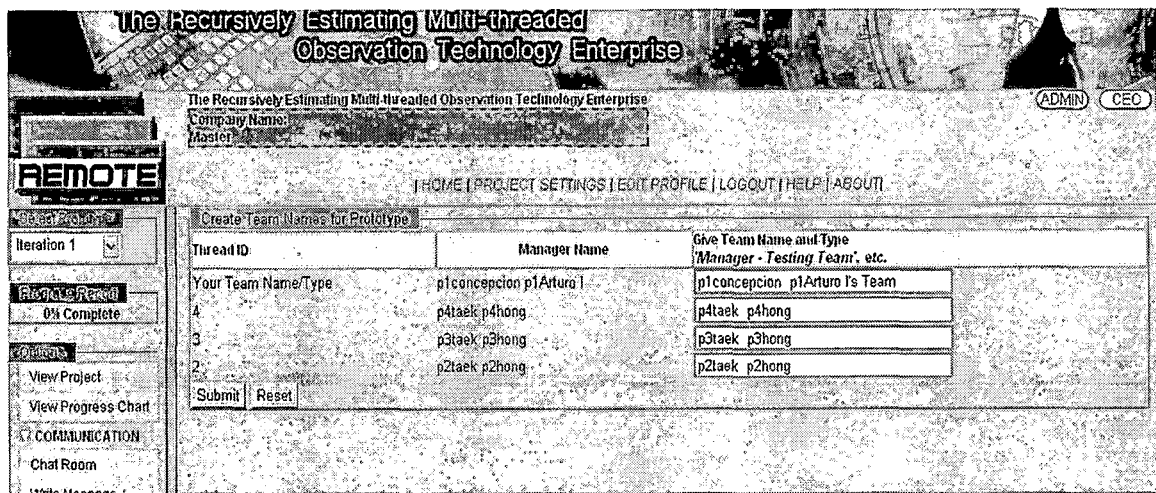 The Recursively Estimating Multi-threaded
Observation Technology Enterprise
The Recursively Estimating Multi-threaded Observation Technology Enterprise
Company Name:
Master
ADMIN CEO
REMOTE
| HOME | PROJECT SETTINGS | EDIT PROFILE | LOGOUT | HELP | ABOUT|
Iteration 1
0% Complete
Options
View Project
View Progress Chart
COMMUNICATION
Chat Room
Write Message
Create Team Names for Prototype
Thread ID Manager Name Give Team Name and Type
'Manager - Testing Team', etc.
Your Team Name/Type p1concepcion p1Arturo I p1concepcion p1Arturo I's Team
4 p4taek p4hong p4taek p4hong
3 p3taek p3hong p3taek p3hong
2 p2taek p2hong p2taek p2hong
Submit Reset